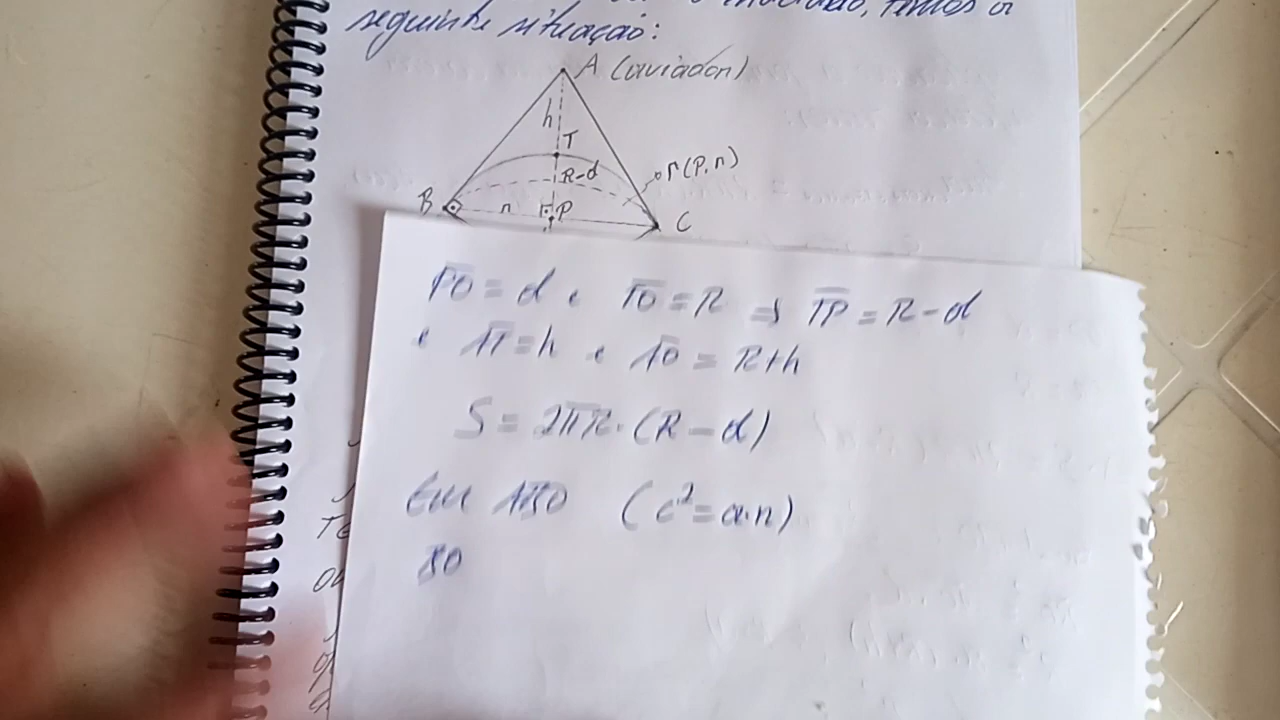 seguinte situação:
A (aviador)
h
T
R-d
Γ(P,r)
B
r
P
C
PO = d e TO = R ⇒ TP = R-d
e AT = h e AO = R+h
S = 2πR·(R-d)
Em ABO (c²=a·n)
BO